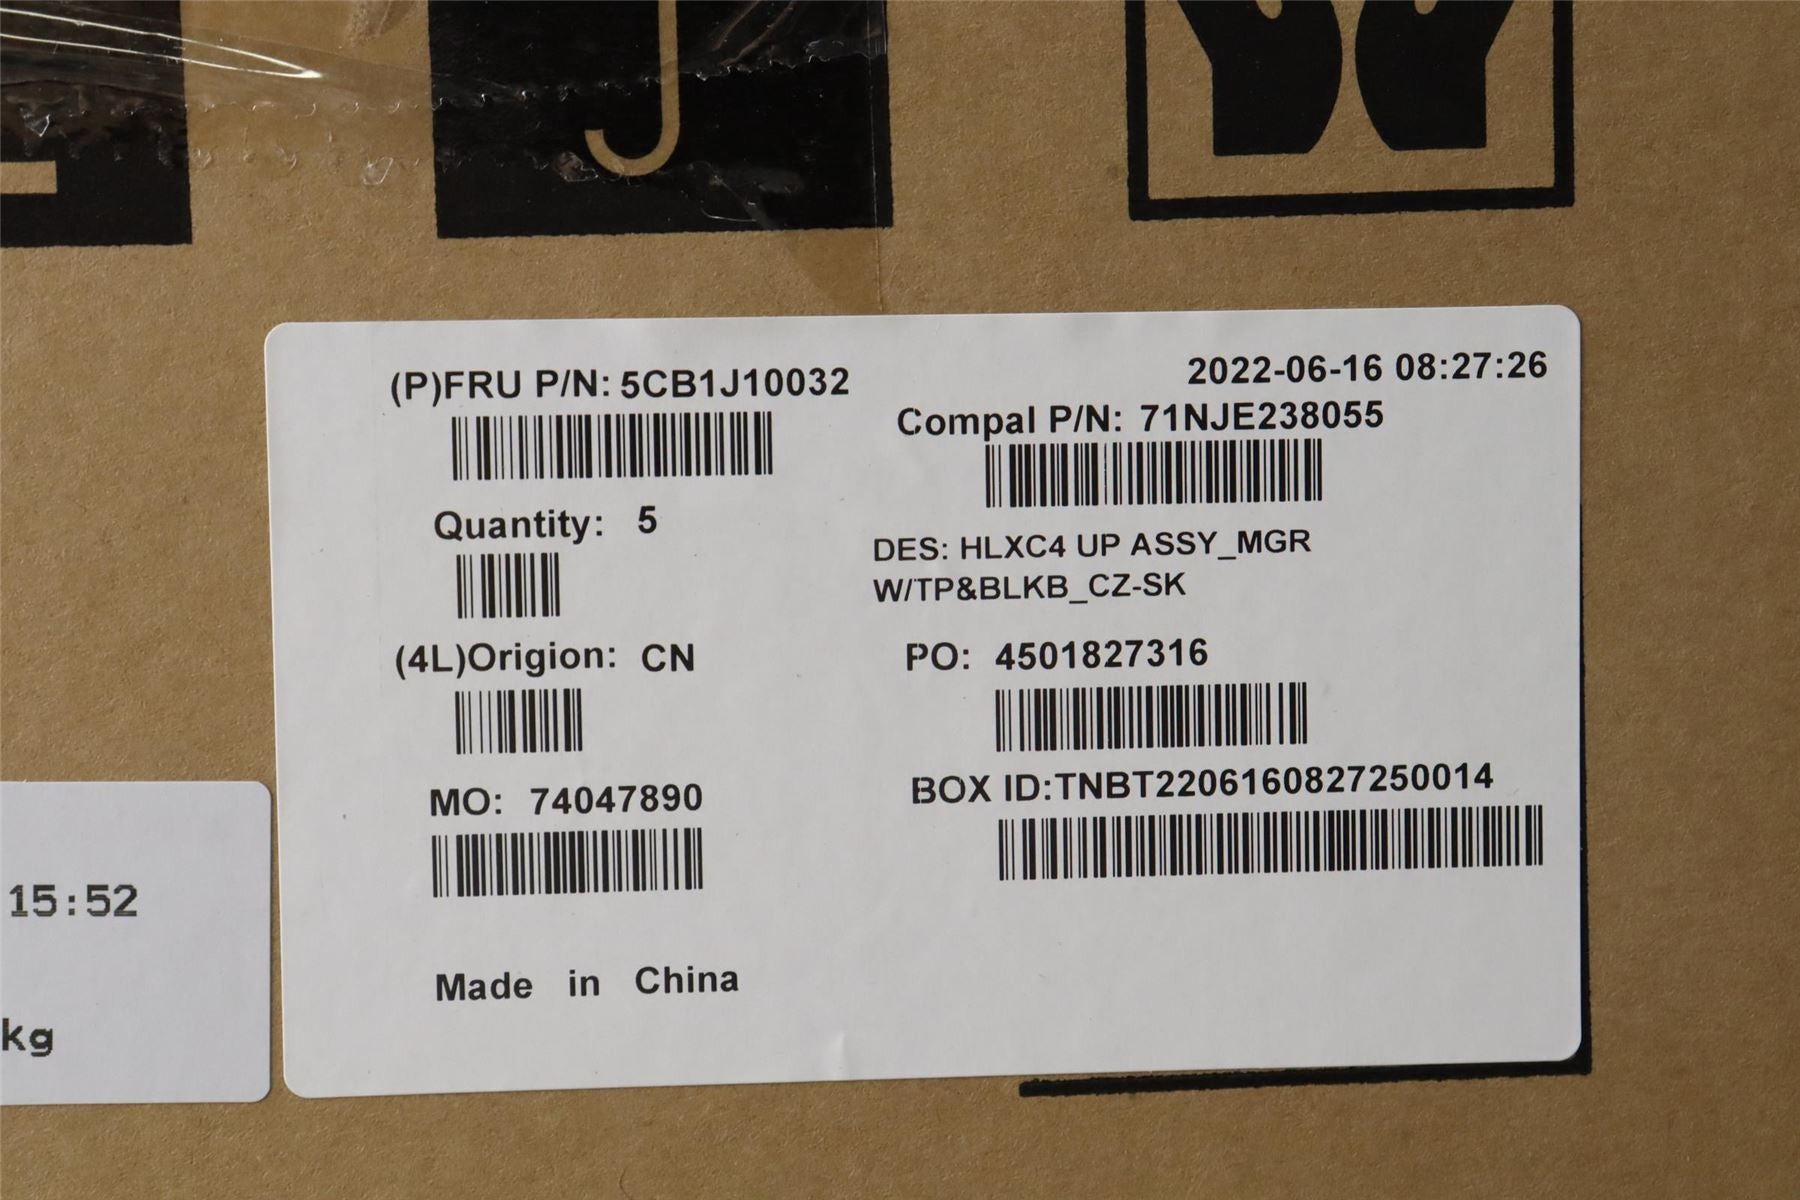 (P)FRU P/N: 5CB1J10032
2022-06-16 08:27:26
Compal P/N: 71NJE238055
Quantity: 5
DES: HLXC4 UP ASSY_MGR
W/TP&BLKB_CZ-SK
(4L)Origion: CN
PO: 4501827316
MO: 74047890
BOX ID:TNBT2206160827250014
Made in China
15:52
kg